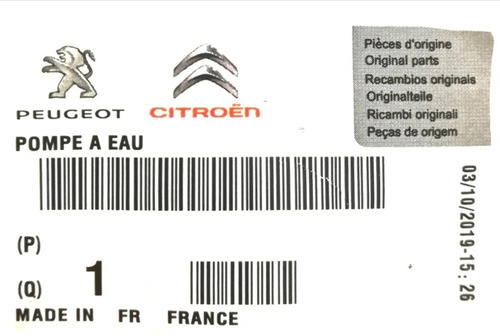 PEUGEOT
CITROËN
Pièces d'origine
Original parts
Recambios originais
Originalteile
Ricambi originali
Peças de origem
POMPE A EAU
(P)
(Q) 1
MADE IN FR FRANCE
03/10/2019-15:26